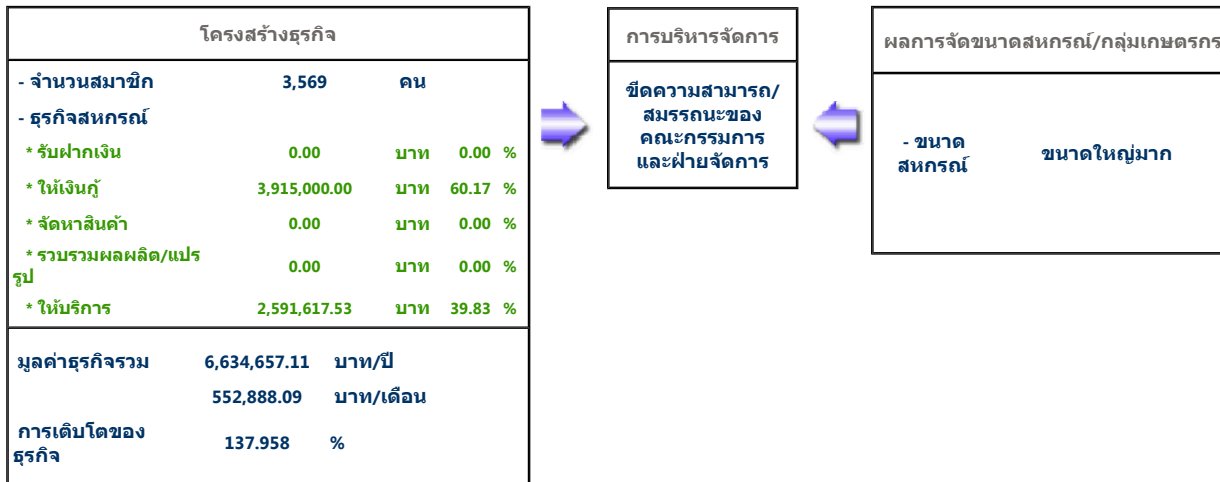 โครงสร้างธุรกิจ
- จำนวนสมาชิก 3,569 คน
- ธุรกิจสหกรณ์
* รับฝากเงิน 0.00 บาท 0.00 %
* ให้เงินกู้ 3,915,000.00 บาท 60.17 %
* จัดหาสินค้า 0.00 บาท 0.00 %
* รวบรวมผลผลิต/แปร
รูป 0.00 บาท 0.00 %
* ให้บริการ 2,591,617.53 บาท 39.83 %
มูลค่าธุรกิจรวม 6,634,657.11 บาท/ปี
552,888.09 บาท/เดือน
การเติบโตของ
ธุรกิจ 137.958 %
การบริหารจัดการ
ขีดความสามารถ/
สมรรถนะของ
คณะกรรมการ
และฝ่ายจัดการ
ผลการจัดขนาดสหกรณ์/กลุ่มเกษตรกร
- ขนาด
สหกรณ์ ขนาดใหญ่มาก